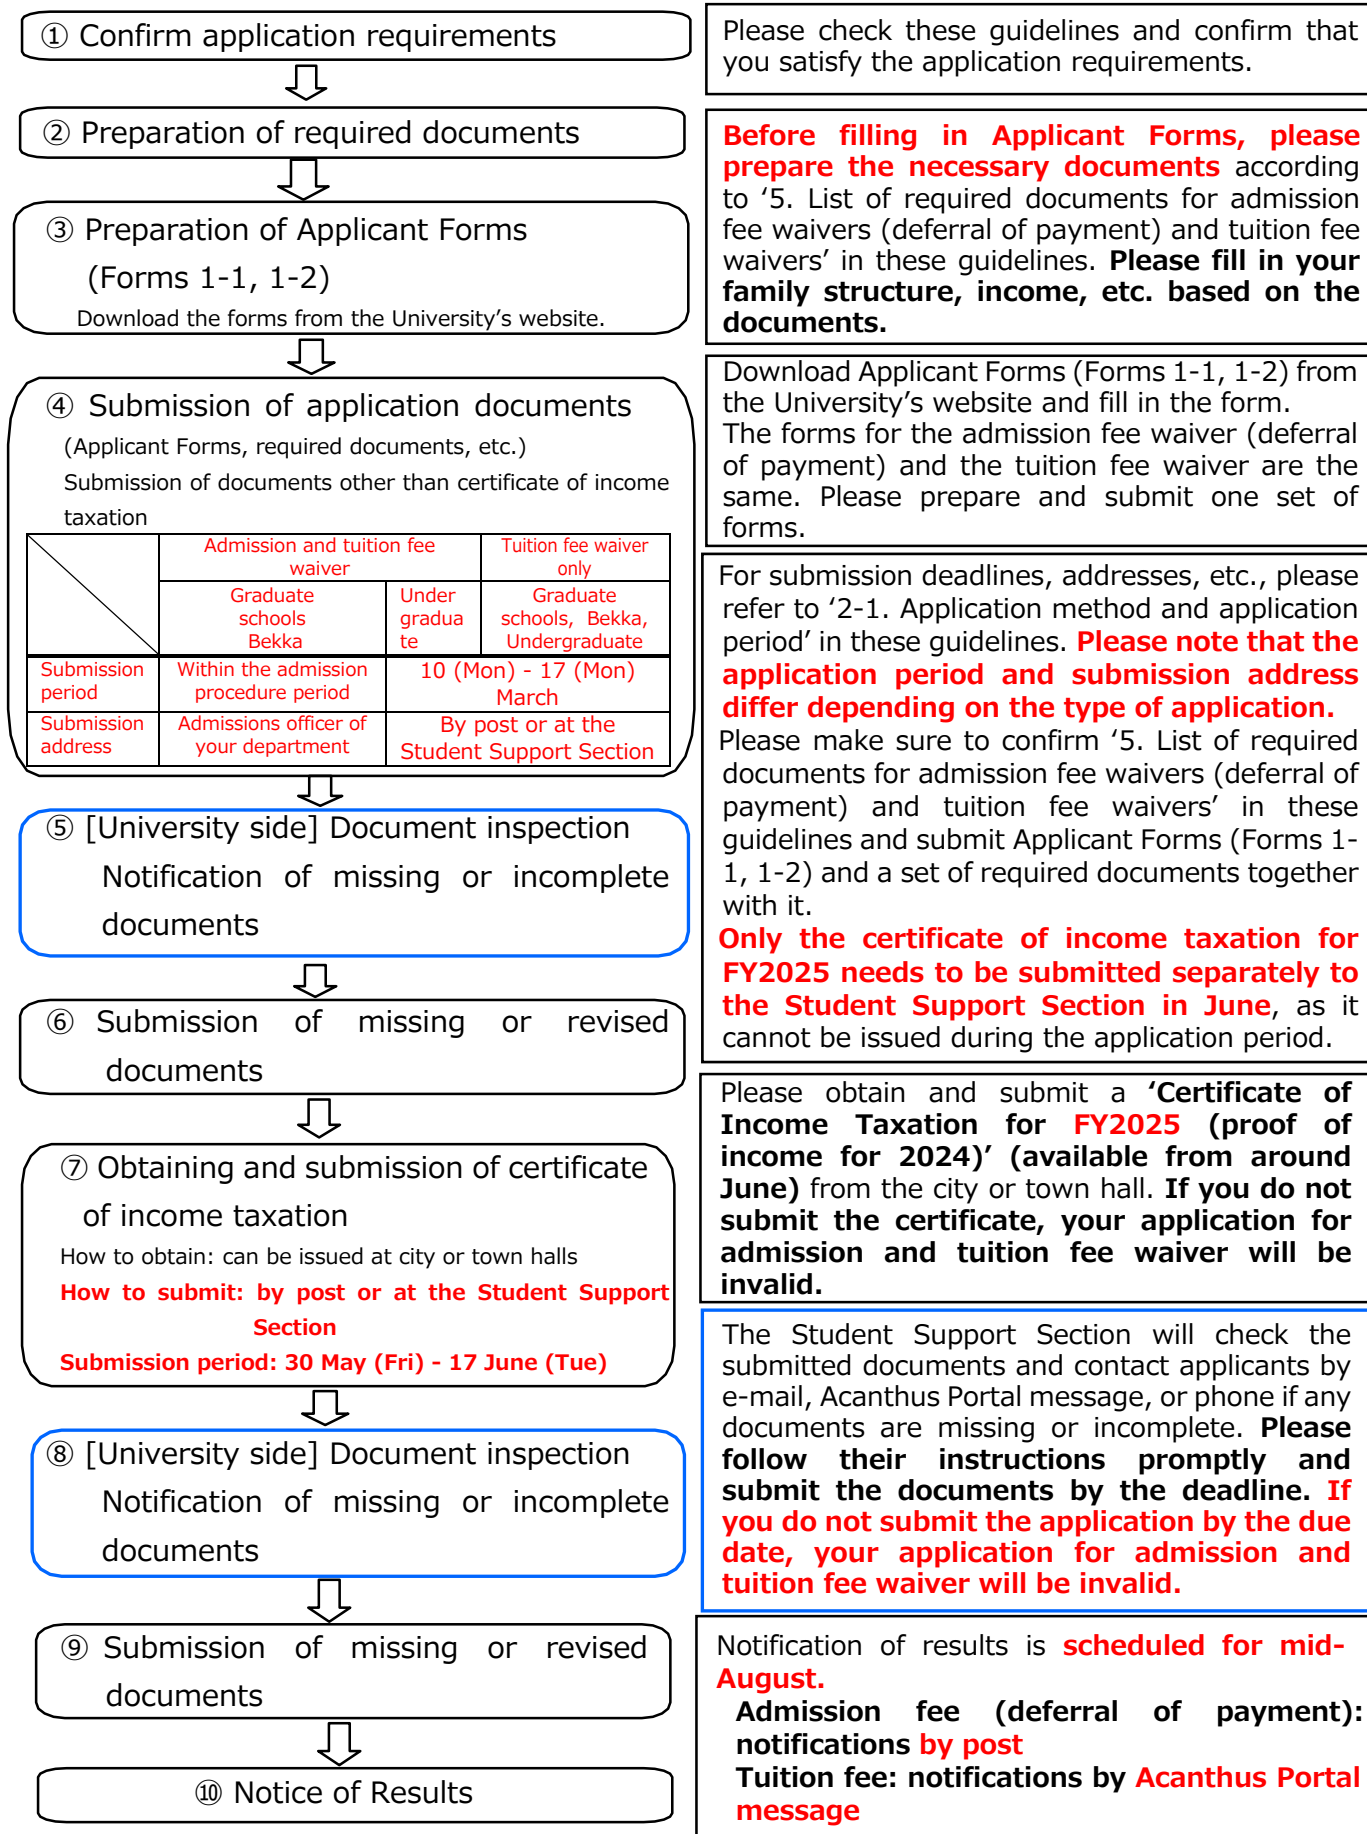 ① Confirm application requirements
② Preparation of required documents
③ Preparation of Applicant Forms
(Forms 1-1, 1-2)
Download the forms from the University’s website.
④ Submission of application documents
(Applicant Forms, required documents, etc.)
Submission of documents other than certificate of income
taxation
Admission and tuition fee
waiver
Tuition fee waiver
only
Graduate
schools
Bekka
Under
gradua
te
Graduate
schools, Bekka,
Undergraduate
Submission
period
Within the admission
procedure period
10 (Mon) - 17 (Mon)
March
Submission
address
Admissions officer of
your department
By post or at the
Student Support Section
⑤ [University side] Document inspection
Notification of missing or incomplete
documents
⑥ Submission of missing or revised
documents
⑦ Obtaining and submission of certificate
of income taxation
How to obtain: can be issued at city or town halls
How to submit: by post or at the Student Support
Section
Submission period: 30 May (Fri) - 17 June (Tue)
⑧ [University side] Document inspection
Notification of missing or incomplete
documents
⑨ Submission of missing or revised
documents
⑩ Notice of Results
Please check these guidelines and confirm that
you satisfy the application requirements.
Before filling in Applicant Forms, please
prepare the necessary documents according
to ‘5. List of required documents for admission
fee waivers (deferral of payment) and tuition fee
waivers’ in these guidelines. Please fill in your
family structure, income, etc. based on the
documents.
Download Applicant Forms (Forms 1-1, 1-2) from
the University’s website and fill in the form.
The forms for the admission fee waiver (deferral
of payment) and the tuition fee waiver are the
same. Please prepare and submit one set of
forms.
For submission deadlines, addresses, etc., please
refer to ‘2-1. Application method and application
period’ in these guidelines. Please note that the
application period and submission address
differ depending on the type of application.
Please make sure to confirm ‘5. List of required
documents for admission fee waivers (deferral of
payment) and tuition fee waivers’ in these
guidelines and submit Applicant Forms (Forms 1-
1, 1-2) and a set of required documents together
with it.
Only the certificate of income taxation for
FY2025 needs to be submitted separately to
the Student Support Section in June, as it
cannot be issued during the application period.
Please obtain and submit a ‘Certificate of
Income Taxation for FY2025 (proof of
income for 2024)’ (available from around
June) from the city or town hall. If you do not
submit the certificate, your application for
admission and tuition fee waiver will be
invalid.
The Student Support Section will check the
submitted documents and contact applicants by
e-mail, Acanthus Portal message, or phone if any
documents are missing or incomplete. Please
follow their instructions promptly and
submit the documents by the deadline. If
you do not submit the application by the due
date, your application for admission and
tuition fee waiver will be invalid.
Notification of results is scheduled for mid-
August.
Admission fee (deferral of payment):
notifications by post
Tuition fee: notifications by Acanthus Portal
message